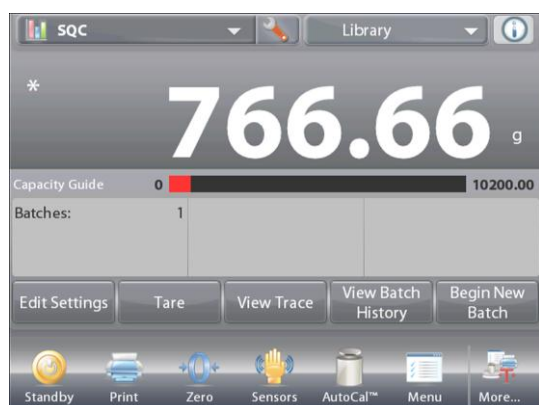 SQC Library
*
766.66 g
Capacity Guide 0 10200.00
Batches: 1
Edit Settings Tare View Trace View Batch History Begin New Batch
Standby Print Zero Sensors AutoCal™ Menu More...